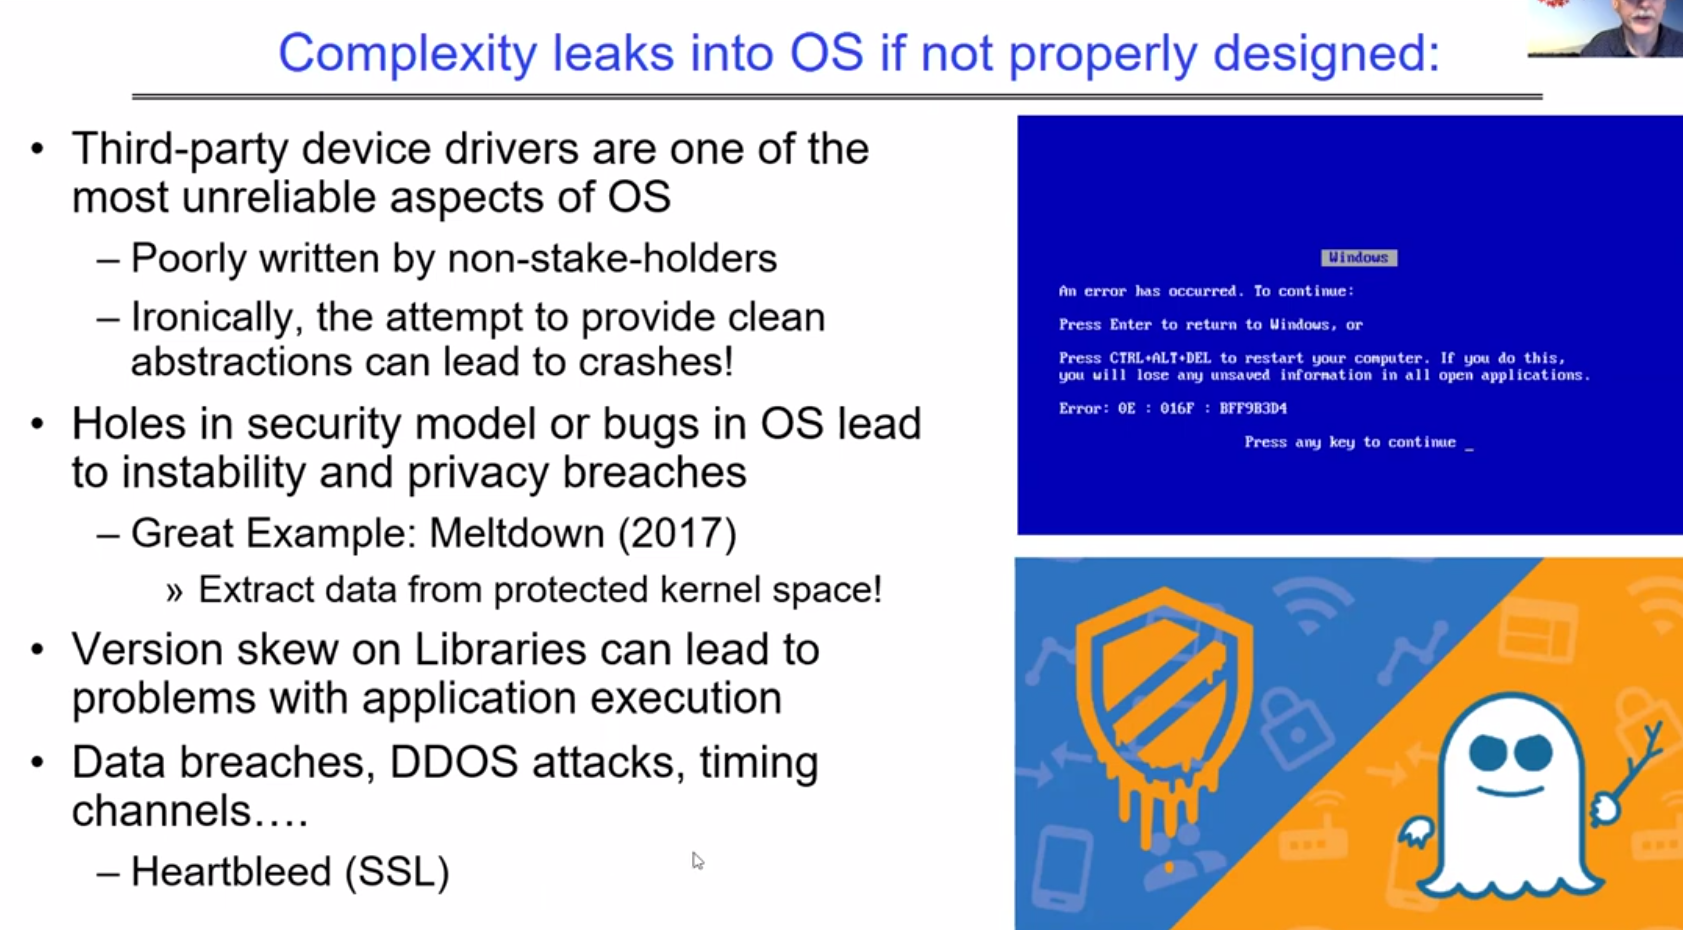 Complexity leaks into OS if not properly designed:
• Third-party device drivers are one of the
most unreliable aspects of OS
– Poorly written by non-stake-holders
– Ironically, the attempt to provide clean
abstractions can lead to crashes!
• Holes in security model or bugs in OS lead
to instability and privacy breaches
– Great Example: Meltdown (2017)
» Extract data from protected kernel space!
• Version skew on Libraries can lead to
problems with application execution
• Data breaches, DDOS attacks, timing
channels….
– Heartbleed (SSL)
Windows
An error has occurred. To continue:
Press Enter to return to Windows, or
Press CTRL+ALT+DEL to restart your computer. If you do this,
you will lose any unsaved information in all open applications.
Error: 0E : 016F : BFF9B3D4
Press any key to continue _